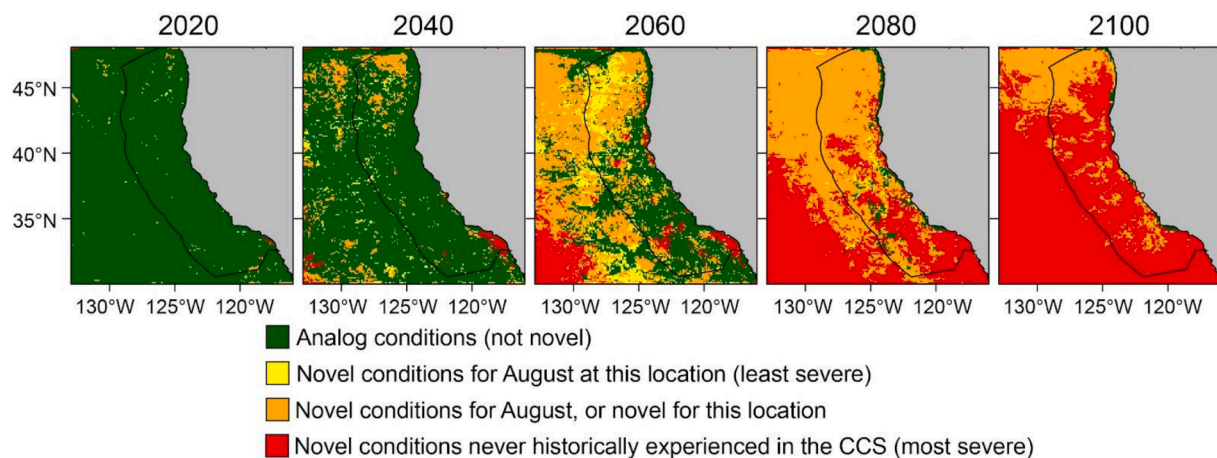 2020 2040 2060 2080 2100
45°N
40°N
35°N
130°W 125°W 120°W 130°W 125°W 120°W 130°W 125°W 120°W 130°W 125°W 120°W 130°W 125°W 120°W
Analog conditions (not novel)
Novel conditions for August at this location (least severe)
Novel conditions for August, or novel for this location
Novel conditions never historically experienced in the CCS (most severe)